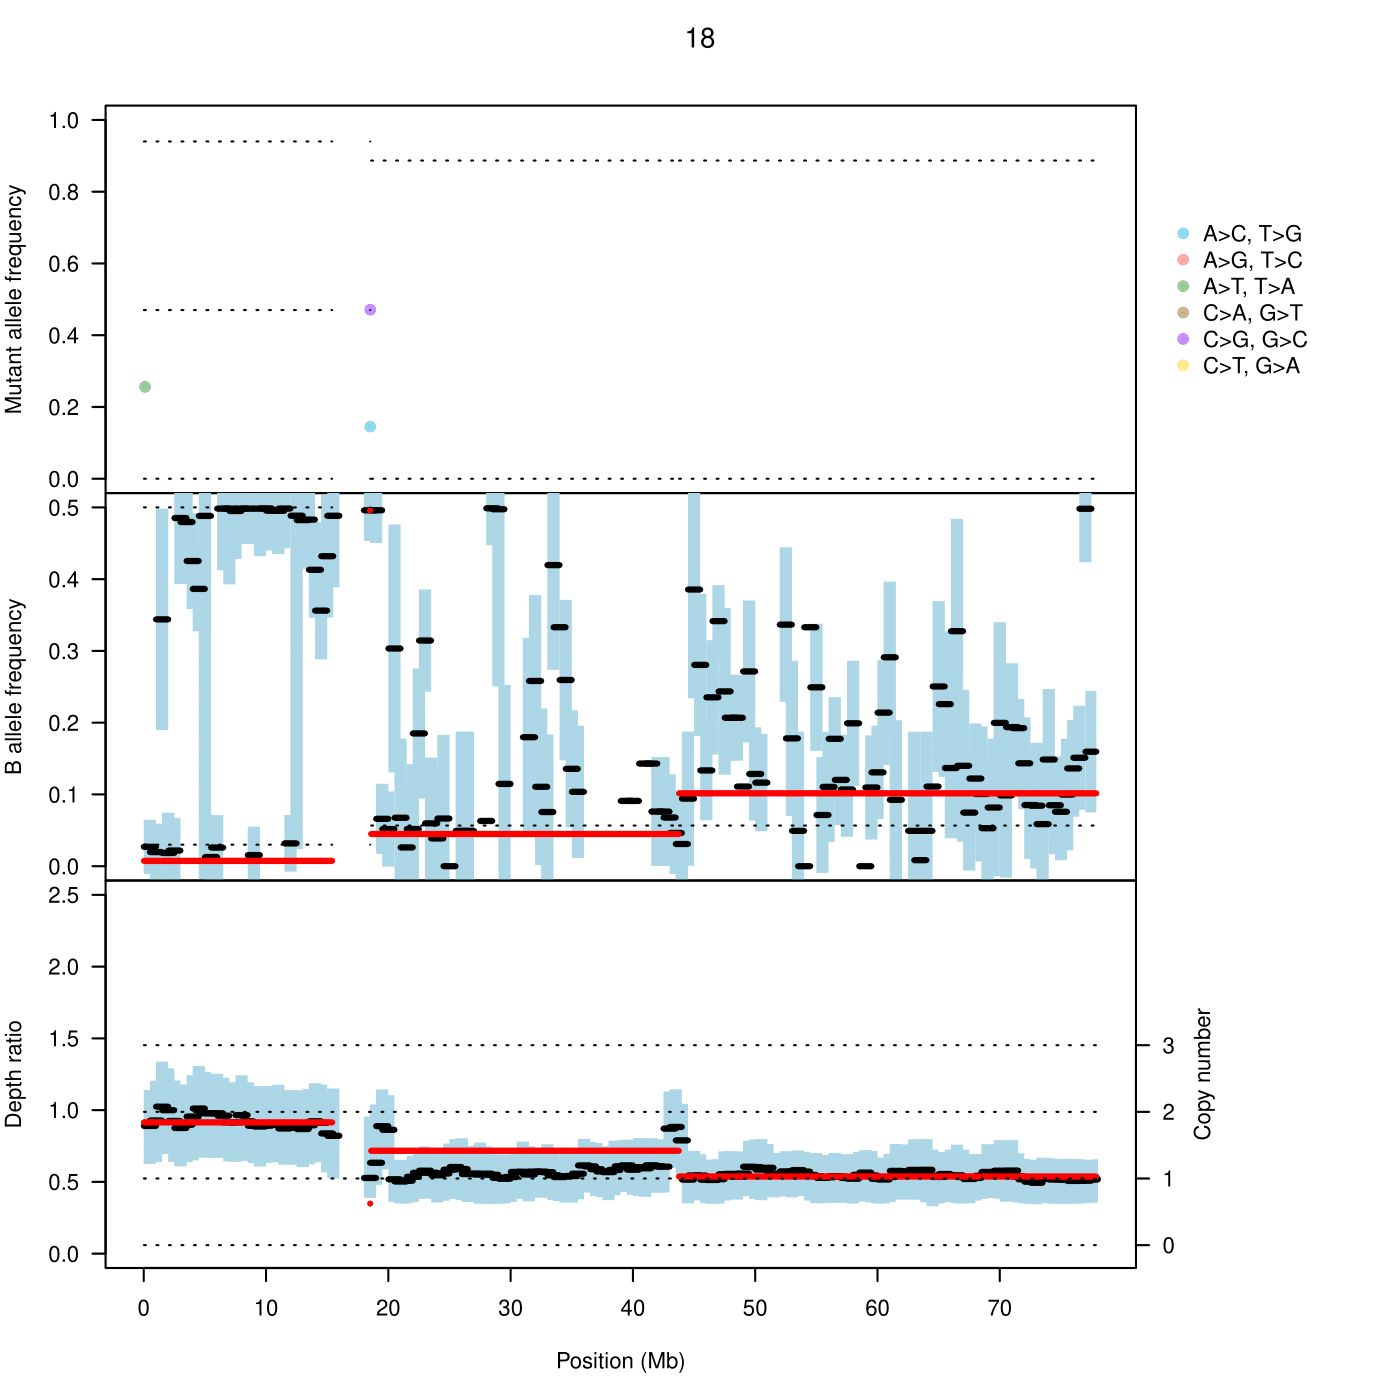 18
Mutant allele frequency
1.0
0.8
0.6
0.4
0.2
0.0
A>C, T>G
A>G, T>C
A>T, T>A
C>A, G>T
C>G, G>C
C>T, G>A
B allele frequency
0.5
0.4
0.3
0.2
0.1
0.0
Depth ratio
2.5
2.0
1.5
1.0
0.5
0.0
3
2
1
0
Copy number
0 10 20 30 40 50 60 70
Position (Mb)